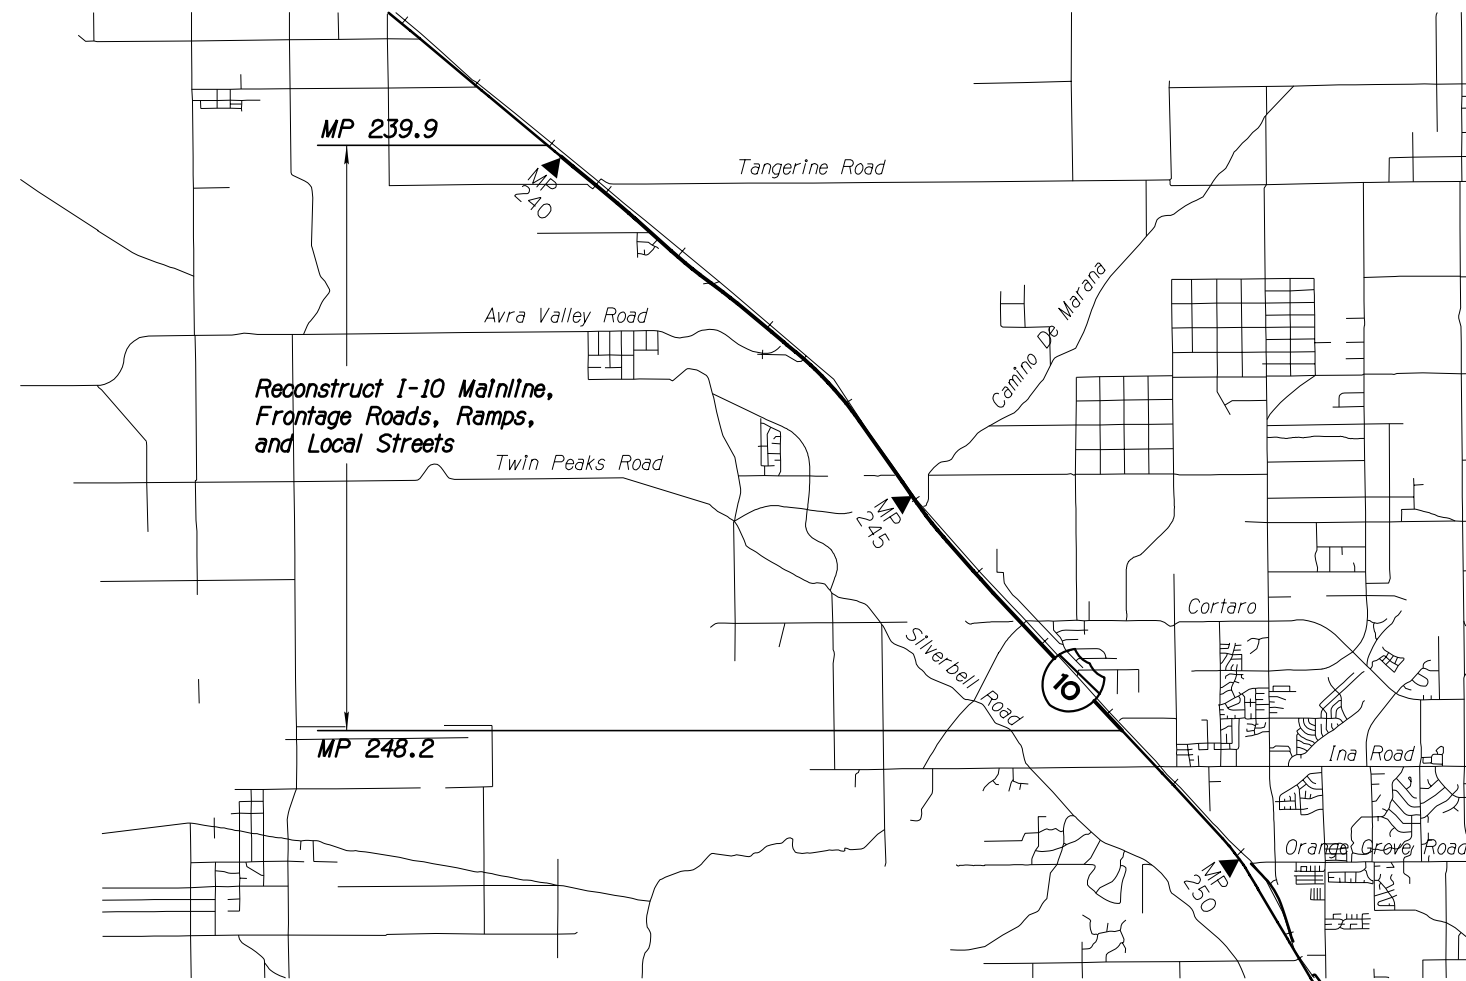 MP 239.9
Tangerine Road
MP
240
Camino De Marana
Avra Valley Road
Reconstruct I-10 Mainline,
Frontage Roads, Ramps,
and Local Streets
Twin Peaks Road
MP
245
Cortaro
Silverbell Road
10
MP 248.2
Ina Road
Orange Grove Road
MP
250